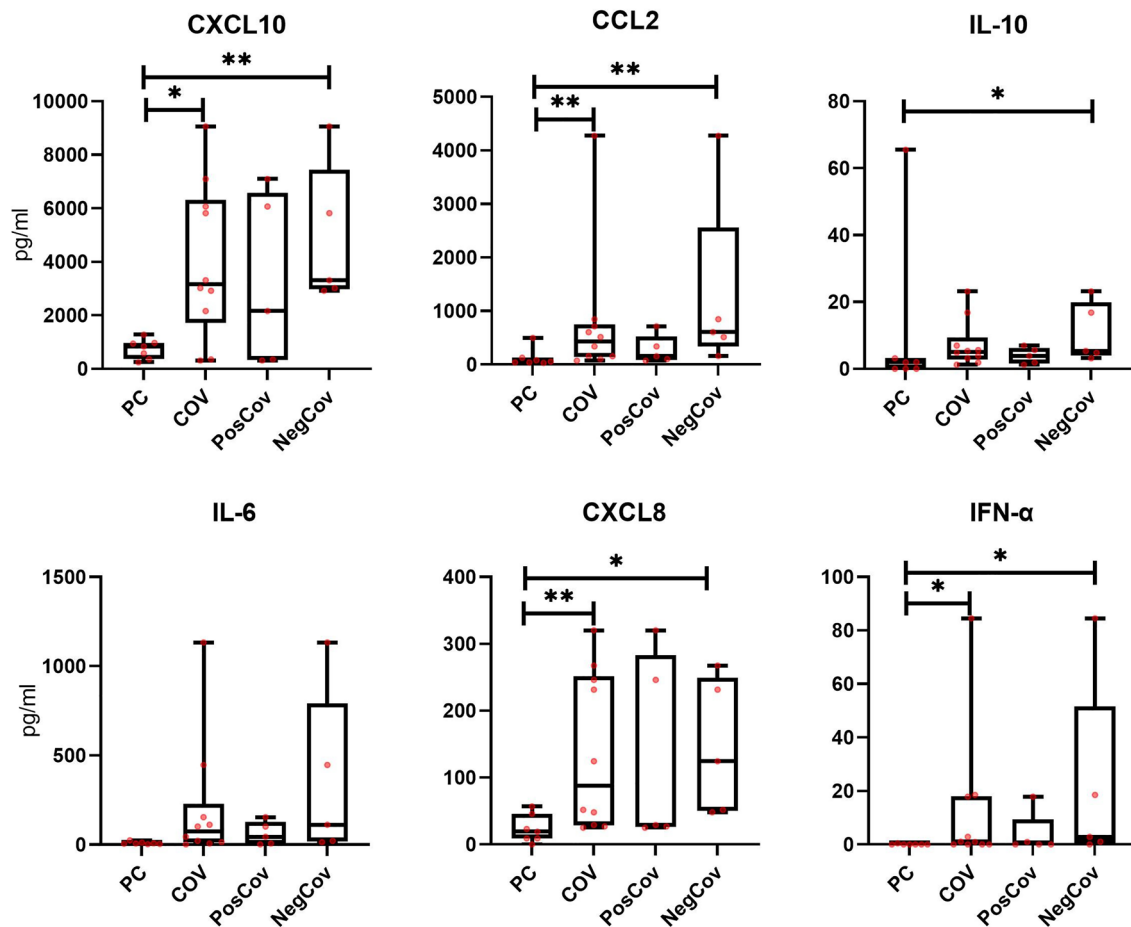 CXCL10
CCL2
IL-10
** 
*
**
**
*
pg/ml
10000
8000
6000
4000
2000
0
5000
4000
3000
2000
1000
0
80
60
40
20
0
PC
COV
PosCov
NegCov
PC
COV
PosCov
NegCov
PC
COV
PosCov
NegCov
IL-6
CXCL8
IFN-α
*
**
*
*
pg/ml
1500
1000
500
0
400
300
200
100
0
100
80
60
40
20
0
PC
COV
PosCov
NegCov
PC
COV
PosCov
NegCov
PC
COV
PosCov
NegCov